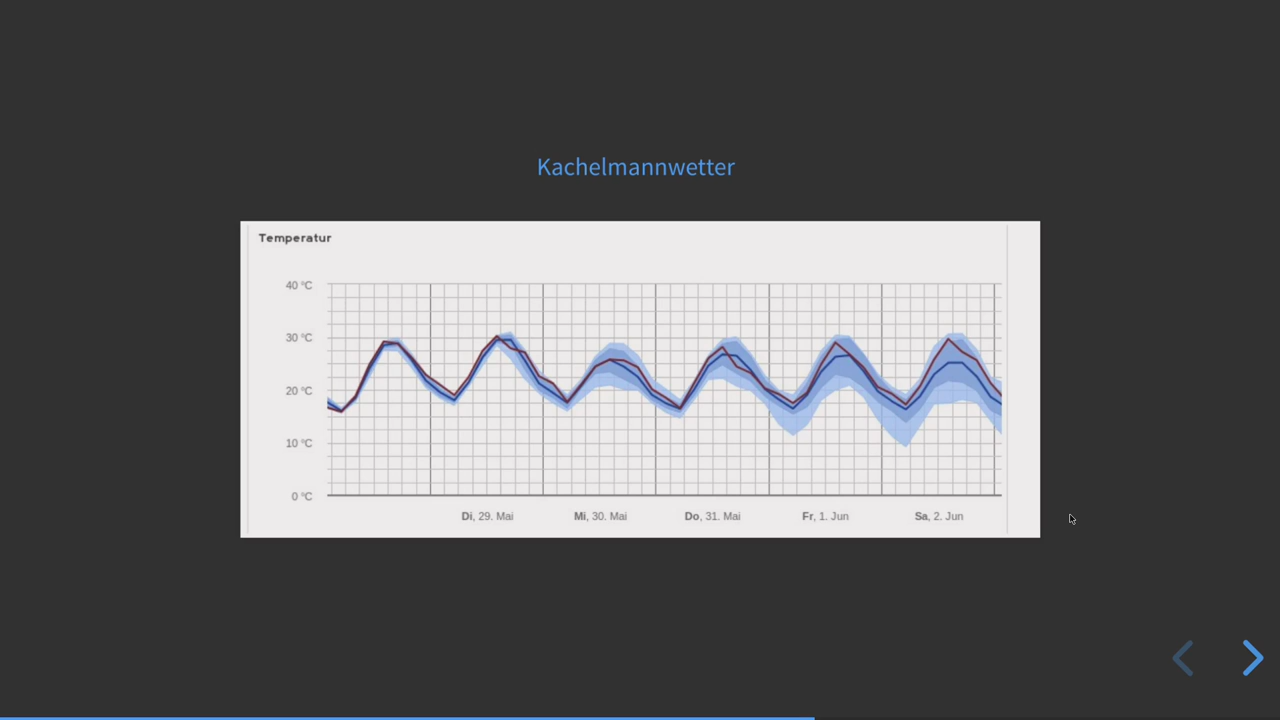 Kachelmannwetter
Temperatur
40 °C
30 °C
20 °C
10 °C
0 °C
Di, 29. Mai
Mi, 30. Mai
Do, 31. Mai
Fr, 1. Jun
Sa, 2. Jun